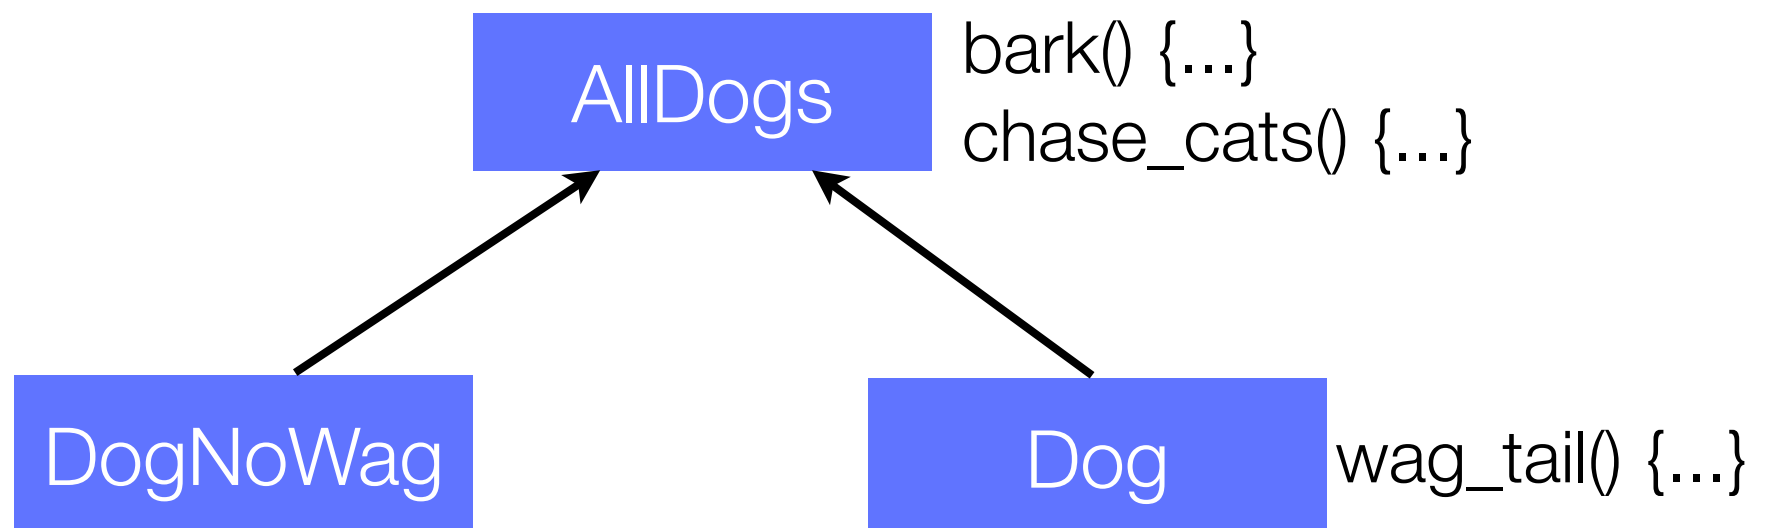 AllDogs
bark() {...}
chase_cats() {...}
DogNoWag
Dog
wag_tail() {...}